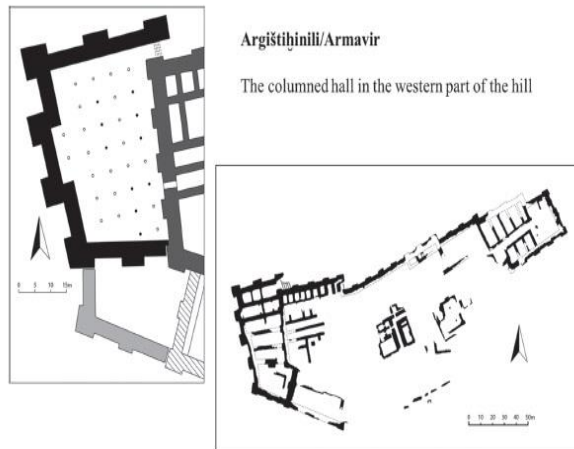 Argištiḫinili/Armavir
The columned hall in the western part of the hill
0 5 10 15m
0 10 20 30 40 50m